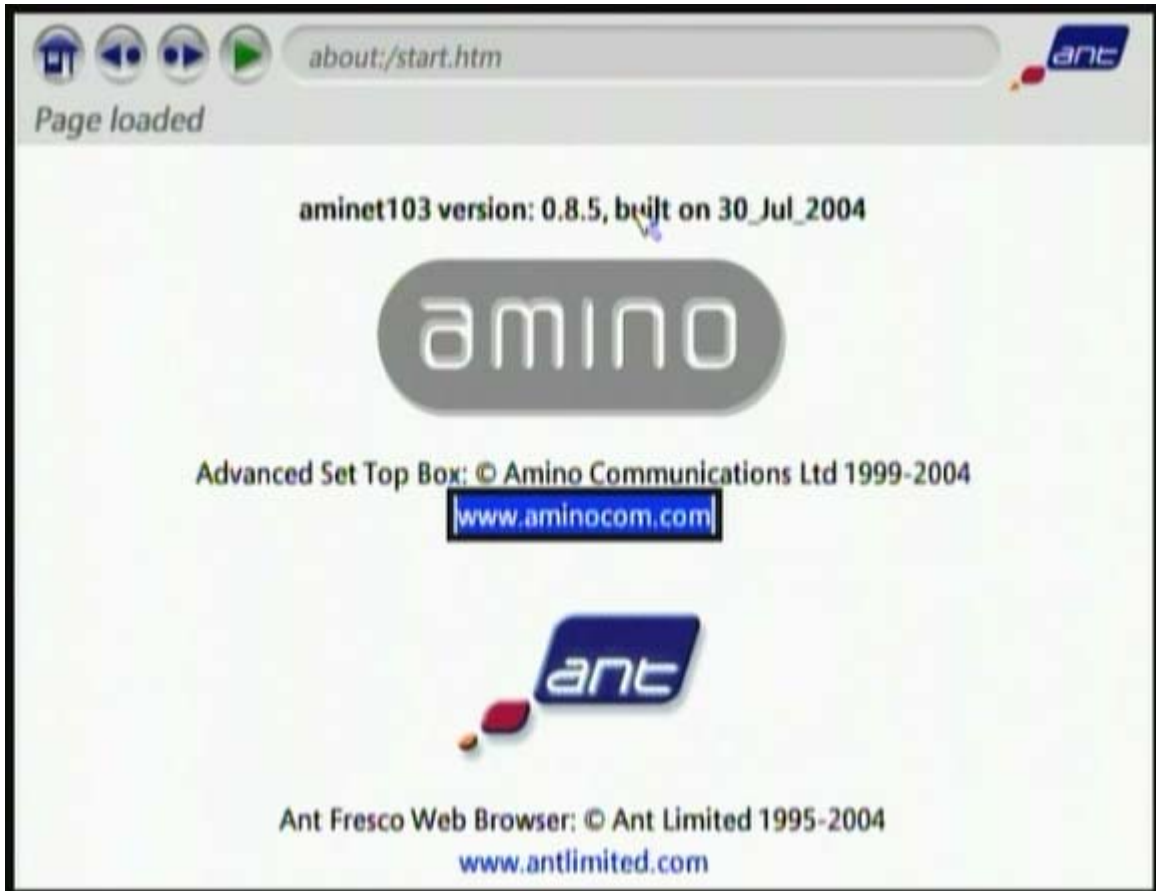 about:/start.htm
ant
Page loaded
aminet103 version: 0.8.5, built on 30_Jul_2004
amino
Advanced Set Top Box: © Amino Communications Ltd 1999-2004
www.aminocom.com
ant
Ant Fresco Web Browser: © Ant Limited 1995-2004
www.antlimited.com